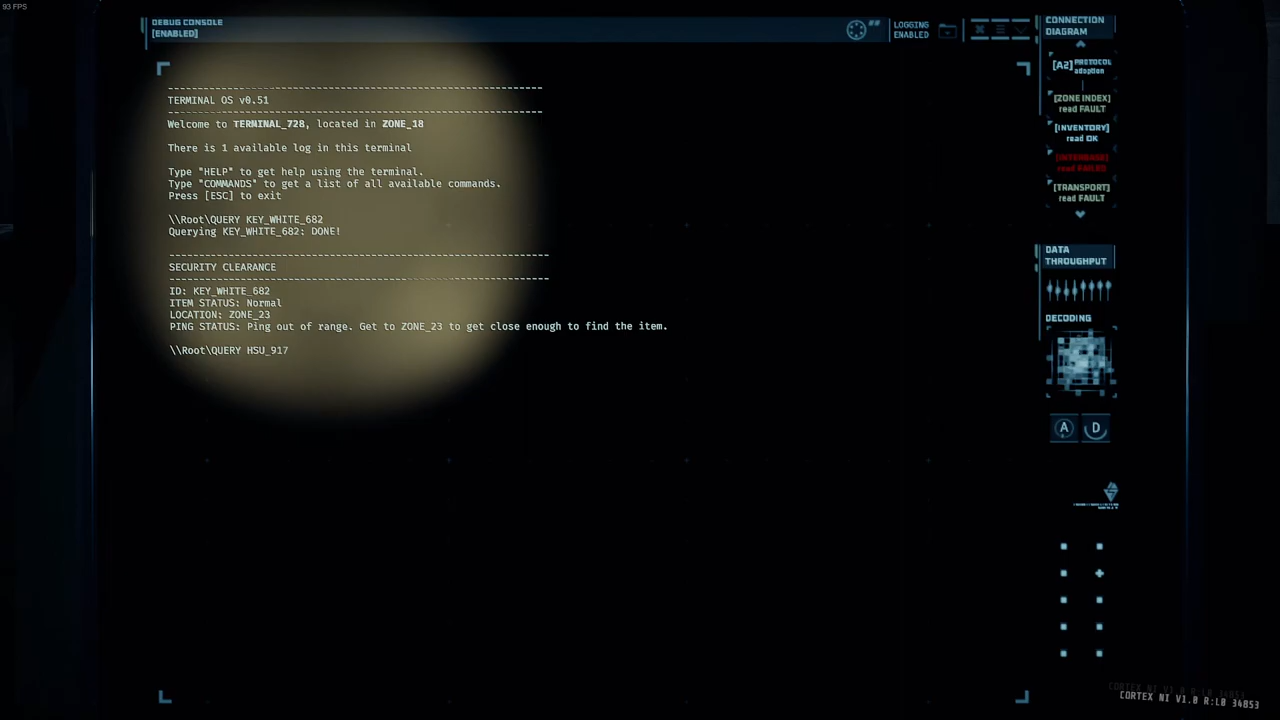 93 FPS
DEBUG CONSOLE
[ENABLED]
LOGGING
ENABLED
------------------------------------------------------------
TERMINAL OS v0.51
------------------------------------------------------------
Welcome to TERMINAL_728, located in ZONE_18
There is 1 available log in this terminal
Type "HELP" to get help using the terminal.
Type "COMMANDS" to get a list of all available commands.
Press [ESC] to exit
\\Root\QUERY KEY_WHITE_682
Querying KEY_WHITE_682: DONE!
------------------------------------------------------------
SECURITY CLEARANCE
------------------------------------------------------------
ID: KEY_WHITE_682
ITEM STATUS: Normal
LOCATION: ZONE_23
PING STATUS: Ping out of range. Get to ZONE_23 to get close enough to find the item.
\\Root\QUERY HSU_917
CONNECTION
DIAGRAM
[A2] PROTOCOL
adoption
[ZONE INDEX]
read FAULT
[INVENTORY]
read OK
read FAILED
[TRANSPORT]
read FAULT
DATA
THROUGHPUT
DECODING
A D
CORTEX NI V1.0 R:L0 34853